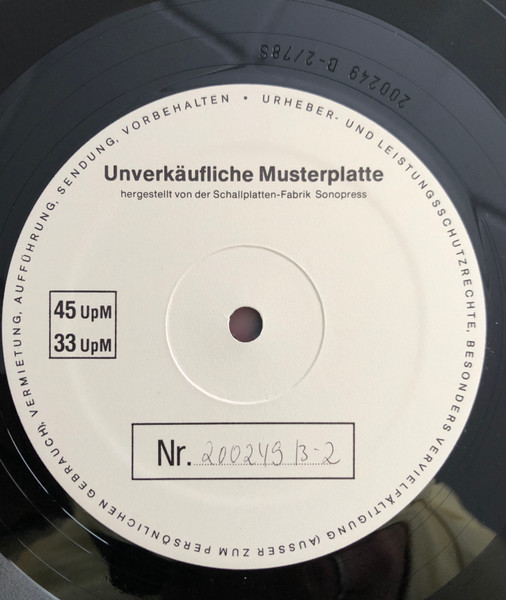 200249 B-2/78S
URHEBER- UND LEISTUNGSSCHUTZRECHTE, BESONDERS VERVIELFÄLTIGUNG (AUSSER ZUM PERSÖNLICHEN GEBRAUCH), VERMIETUNG, AUFFÜHRUNG, SENDUNG, VORBEHALTEN •
Unverkäufliche Musterplatte
hergestellt von der Schallplatten-Fabrik Sonopress
45 UpM
33 UpM
Nr. 200249 B-2